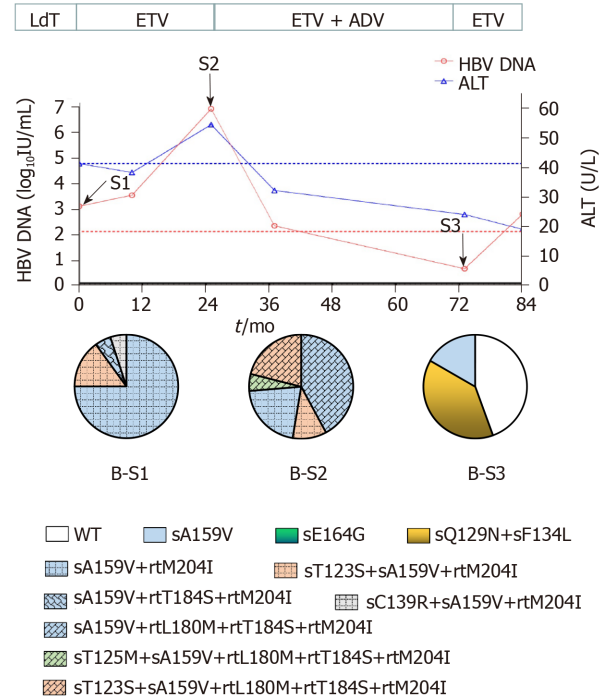 LdT ETV ETV + ADV ETV
S2
HBV DNA
ALT
HBV DNA (log10IU/mL)
7
6
5
4
3
2
1
0
S1
S3
ALT (U/L)
60
50
40
30
20
10
0
0 12 24 36 48 60 72 84
t/mo
B-S1 B-S2 B-S3
WT sA159V sE164G sQ129N+sF134L
sA159V+rtM204I sT123S+sA159V+rtM204I
sA159V+rtT184S+rtM204I sC139R+sA159V+rtM204I
sA159V+rtL180M+rtT184S+rtM204I
sT125M+sA159V+rtL180M+rtT184S+rtM204I
sT123S+sA159V+rtL180M+rtT184S+rtM204I